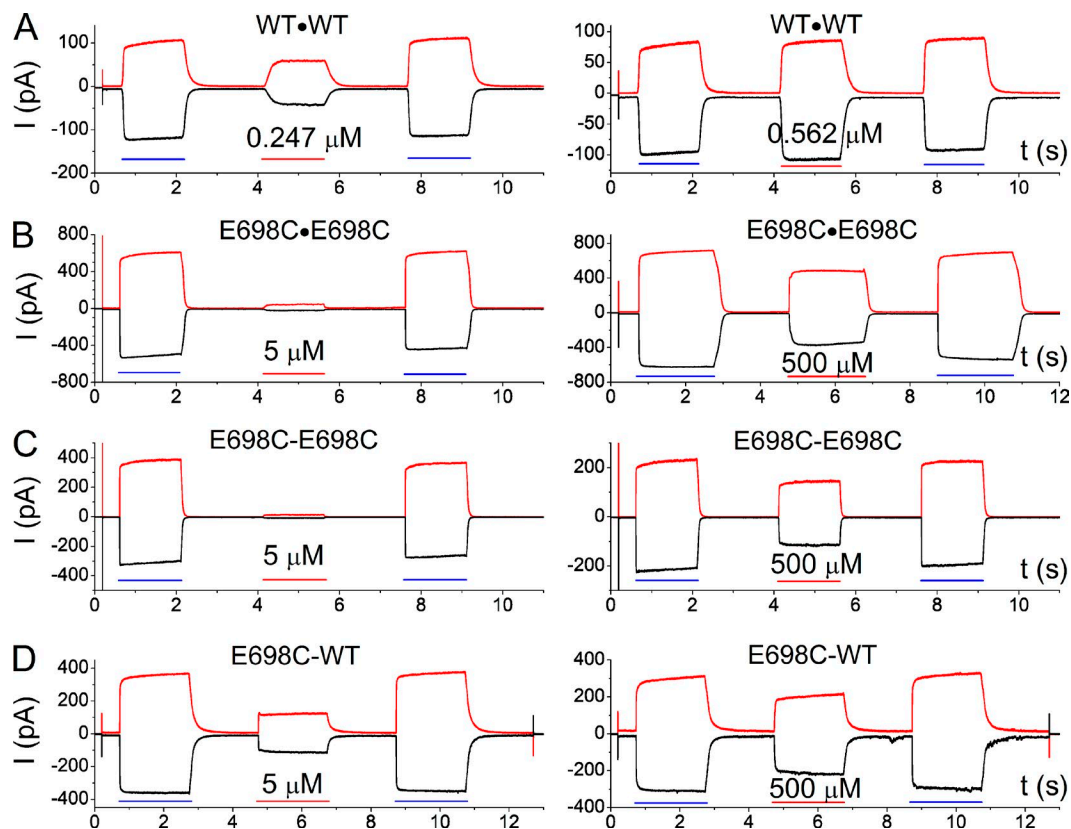 A
WT•WT
I (pA)
100
0
-100
-200
0.247 μM
0 2 4 6 8 10
WT•WT
100
50
0
-50
-100
0.562 μM
t (s)
0 2 4 6 8 10
B
E698C•E698C
I (pA)
800
400
0
-400
-800
5 μM
0 2 4 6 8 10
E698C•E698C
800
400
0
-400
-800
500 μM
t (s)
0 2 4 6 8 10 12
C
E698C-E698C
I (pA)
400
200
0
-200
-400
5 μM
0 2 4 6 8 10
E698C-E698C
200
0
-200
500 μM
t (s)
0 2 4 6 8 10
D
E698C-WT
I (pA)
400
200
0
-200
-400
5 μM
0 2 4 6 8 10 12
E698C-WT
400
200
0
-200
-400
500 μM
t (s)
0 2 4 6 8 10 12